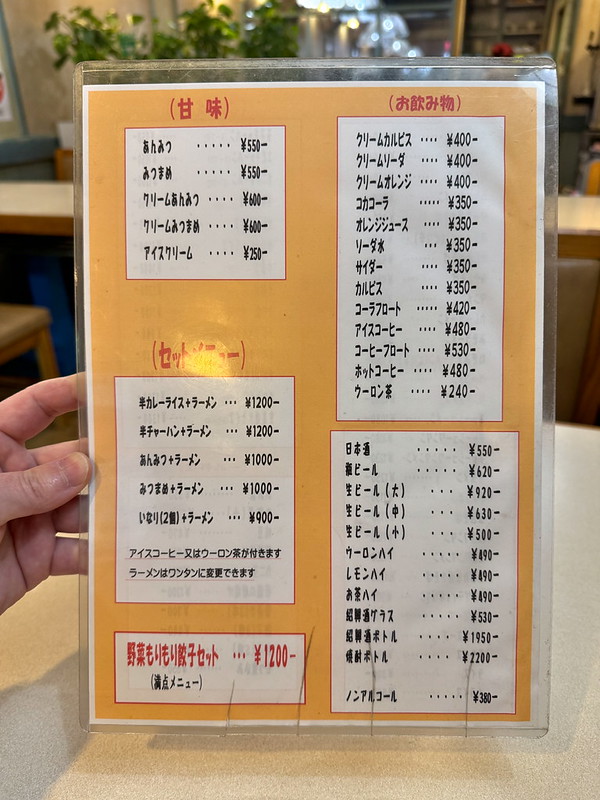 (甘味)
あんみつ ····· ¥550-
みつまめ ····· ¥550-
クリームあんみつ ···· ¥600-
クリームみつまめ ···· ¥600-
アイスクリーム ···· ¥250-
(セットメニュー)
半カレーライス+ラーメン ··· ¥1200-
半チャーハン+ラーメン ··· ¥1200-
あんみつ+ラーメン ··· ¥1000-
みつまめ+ラーメン ··· ¥1000-
いなり(2個)+ラーメン ··· ¥900-
アイスコーヒー又はウーロン茶が付きます
ラーメンはワンタンに変更できます
野菜もりもり餃子セット ··· ¥1200-
(満点メニュー)
(お飲み物)
クリームカルピス ···· ¥400-
クリームソーダ ···· ¥400-
クリームオレンジ ···· ¥400-
コカコーラ ····· ¥350-
オレンジジュース ···· ¥350-
ソーダ水 ··· ¥350-
サイダー ···· ¥350-
カルピス ···· ¥350-
コーラフロート ····· ¥420-
アイスコーヒー ···· ¥480-
コーヒーフロート ···· ¥530-
ホットコーヒー ···· ¥480-
ウーロン茶 ···· ¥240-
日本酒 ····· ¥550-
瓶ビール ····· ¥620-
生ビール(大) ··· ¥920-
生ビール(中) ··· ¥630-
生ビール(小) ··· ¥500-
ウーロンハイ ····· ¥490-
レモンハイ ····· ¥490-
お茶ハイ ····· ¥490-
紹興酒グラス ····· ¥530-
紹興酒ボトル ···· ¥1950-
焼酎ボトル ···· ¥2200-
ノンアルコール ····· ¥380-